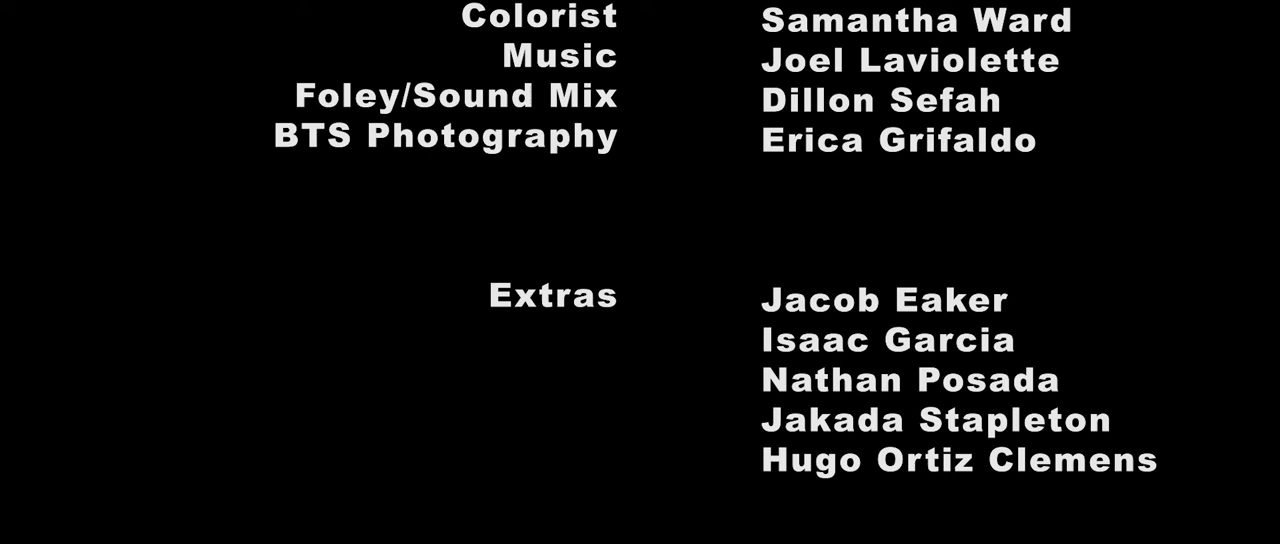 Colorist Samantha Ward
Music Joel Laviolette
Foley/Sound Mix Dillon Sefah
BTS Photography Erica Grifaldo
Extras Jacob Eaker
Isaac Garcia
Nathan Posada
Jakada Stapleton
Hugo Ortiz Clemens